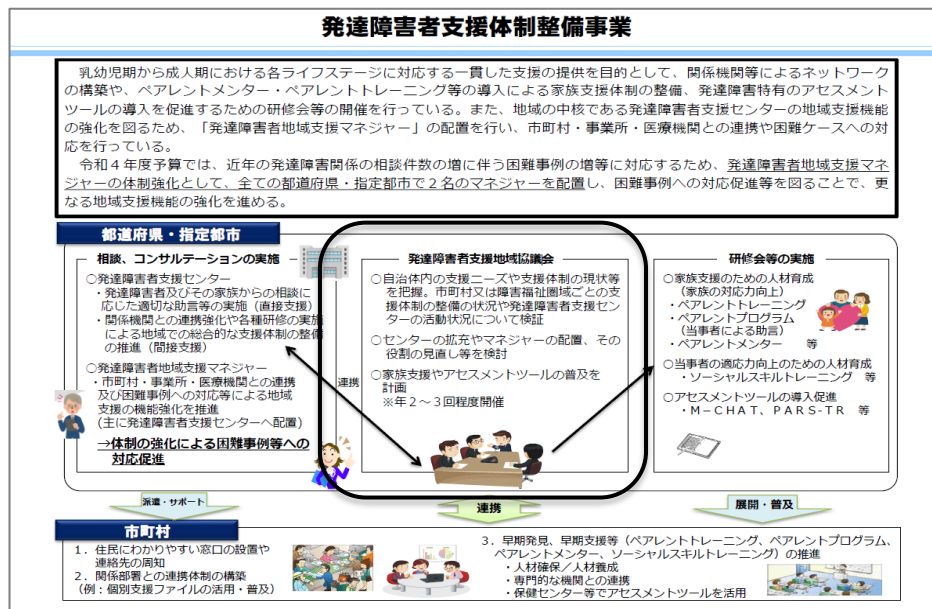 発達障害者支援体制整備事業
乳幼児期から成人期における各ライフステージに対応する一貫した支援の提供を目的として、関係機関等によるネットワーク
の構築や、ペアレントメンター・ペアレントトレーニング等の導入による家族支援体制の整備、発達障害特有のアセスメント
ツールの導入を促進するための研修会等の開催を行っている。また、地域の中核である発達障害者支援センターの地域支援機能
の強化を図るため、「発達障害者地域支援マネジャー」の配置を行い、市町村・事業所・医療機関との連携や困難ケースへの対
応を行っている。
令和４年度予算では、近年の発達障害関係の相談件数の増に伴う困難事例の増等に対応するため、発達障害者地域支援マネ
ジャーの体制強化として、全ての都道府県・指定都市で２名のマネジャーを配置し、困難事例への対応促進等を図ることで、更
なる地域支援機能の強化を進める。
都道府県・指定都市
相談、コンサルテーションの実施
○発達障害者支援センター
・発達障害者及びその家族からの相談に
応じた適切な助言等の実施（直接支援）
・関係機関との連携強化や各種研修の実施
による地域での総合的な支援体制の整備
の推進（間接支援）
○発達障害者地域支援マネジャー
・市町村・事業所・医療機関との連携
及び困難事例への対応等による地域
支援の機能強化を推進
(主に発達障害者支援センターへ配置)
→体制の強化による困難事例等への
対応促進
連携
発達障害者支援地域協議会
○自治体内の支援ニーズや支援体制の現状等
を把握。市町村又は障害福祉圏域ごとの支
援体制の整備の状況や発達障害者支援セン
ターの活動状況について検証
○センターの拡充やマネジャーの配置、その
役割の見直し等を検討
○家族支援やアセスメントツールの普及を
計画
※年２～３回程度開催
研修会等の実施
○家族支援のための人材育成
（家族の対応力向上）
・ペアレントトレーニング
・ペアレントプログラム
（当事者による助言）
・ペアレントメンター　等
○当事者の適応力向上のための人材育成
・ソーシャルスキルトレーニング　等
○アセスメントツールの導入促進
・Ｍ－CHAT、PARS-TR　等
派遣・サポート
連携
展開・普及
市町村
１．住民にわかりやすい窓口の設置や
連絡先の周知
２．関係部署との連携体制の構築
（例：個別支援ファイルの活用・普及）
３．早期発見、早期支援等（ペアレントトレーニング、ペアレントプログラム、
ペアレントメンター、ソーシャルスキルトレーニング）の推進
・人材確保／人材養成
・専門的な機関との連携
・保健センター等でアセスメントツールを活用